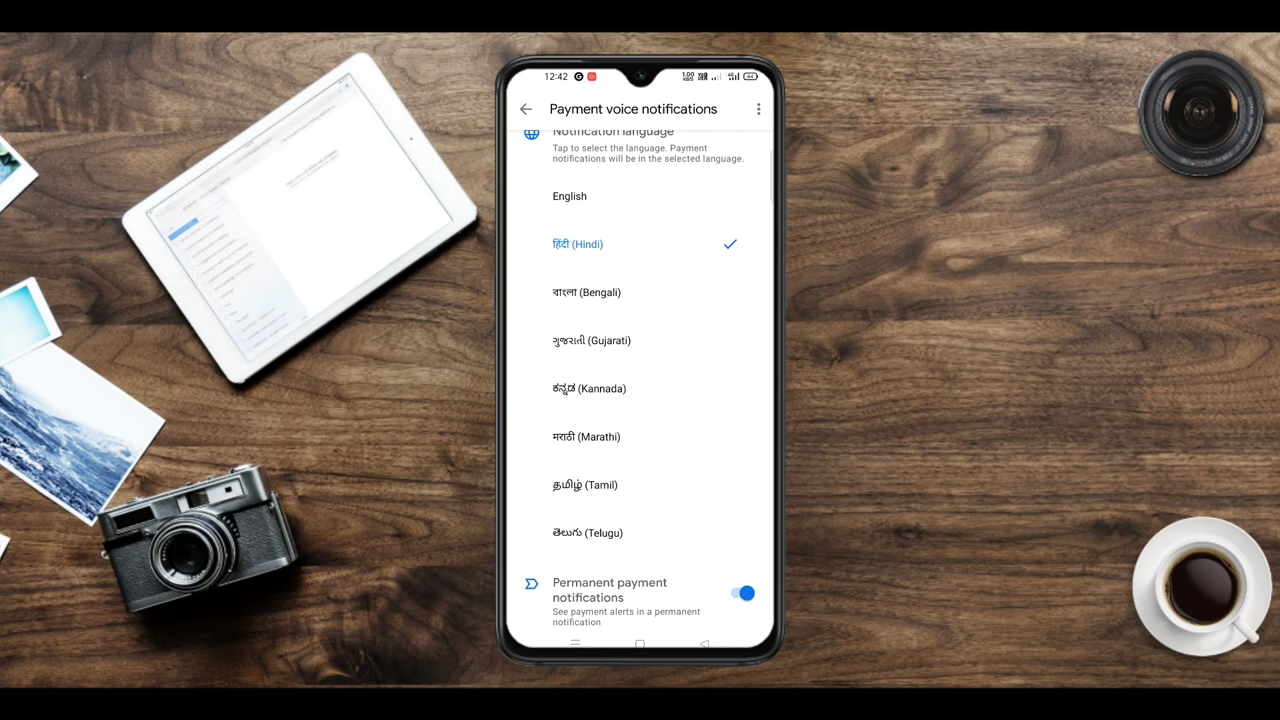 12:42
Payment voice notifications
Notification language
Tap to select the language. Payment
notifications will be in the selected language.
English
हिंदी (Hindi)
বাংলা (Bengali)
ગુજરાતી (Gujarati)
ಕನ್ನಡ (Kannada)
मराठी (Marathi)
தமிழ் (Tamil)
తెలుగు (Telugu)
Permanent payment
notifications
See payment alerts in a permanent
notification